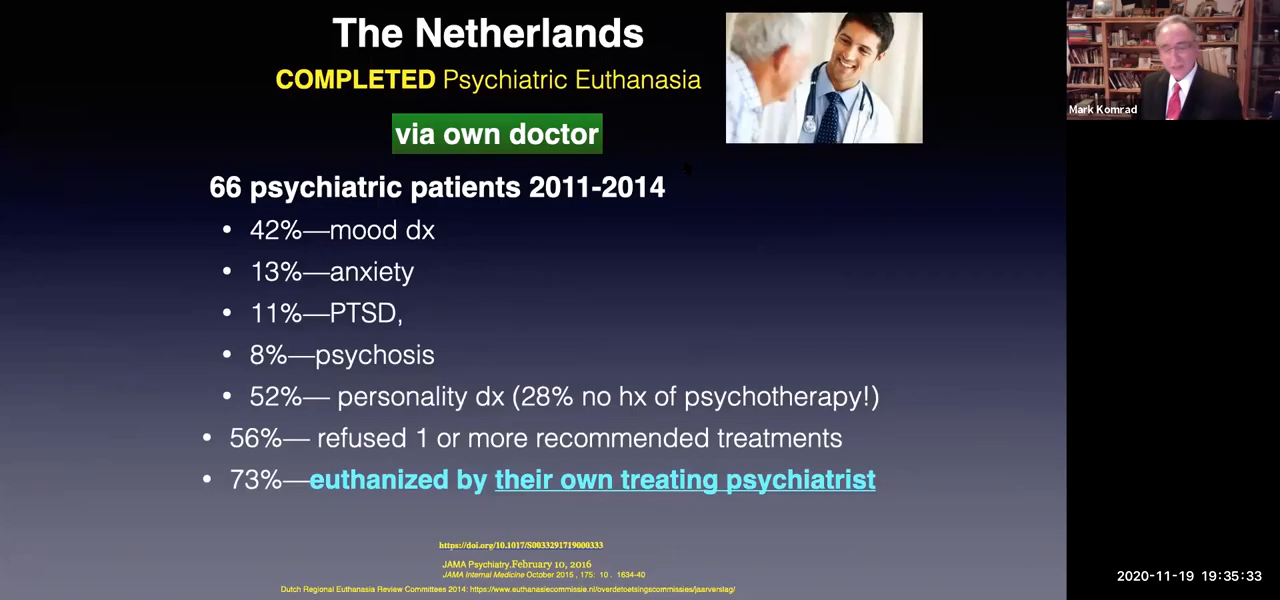 The Netherlands
COMPLETED Psychiatric Euthanasia
via own doctor
66 psychiatric patients 2011-2014
• 42%—mood dx
• 13%—anxiety
• 11%—PTSD,
• 8%—psychosis
• 52%— personality dx (28% no hx of psychotherapy!)
• 56%— refused 1 or more recommended treatments
• 73%—euthanized by their own treating psychiatrist
https://doi.org/10.1017/S0033291719000333
JAMA Psychiatry.February 10, 2016
JAMA Internal Medicine October 2015 , 175: 10 . 1634-40
Dutch Regional Euthanasia Review Committees 2014: https://www.euthanasiecommissie.nl/overdetoetsingscommissies/jaarverslag/
Mark Komrad
2020-11-19 19:35:33